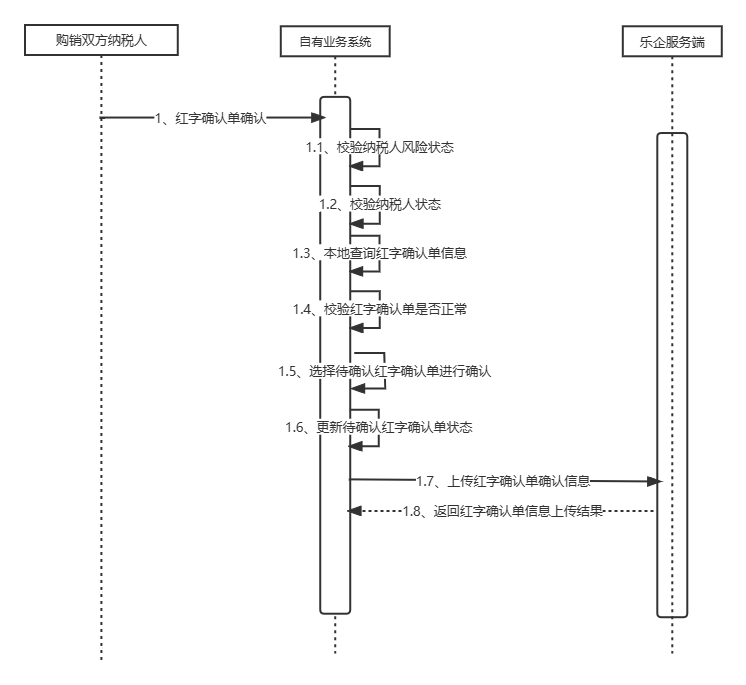 购销双方纳税人
自有业务系统
乐企服务端
1、红字确认单确认
1.1、校验纳税人风险状态
1.2、校验纳税人状态
1.3、本地查询红字确认单信息
1.4、校验红字确认单是否正常
1.5、选择待确认红字确认单进行确认
1.6、更新待确认红字确认单状态
1.7、上传红字确认单确认信息
1.8、返回红字确认单信息上传结果